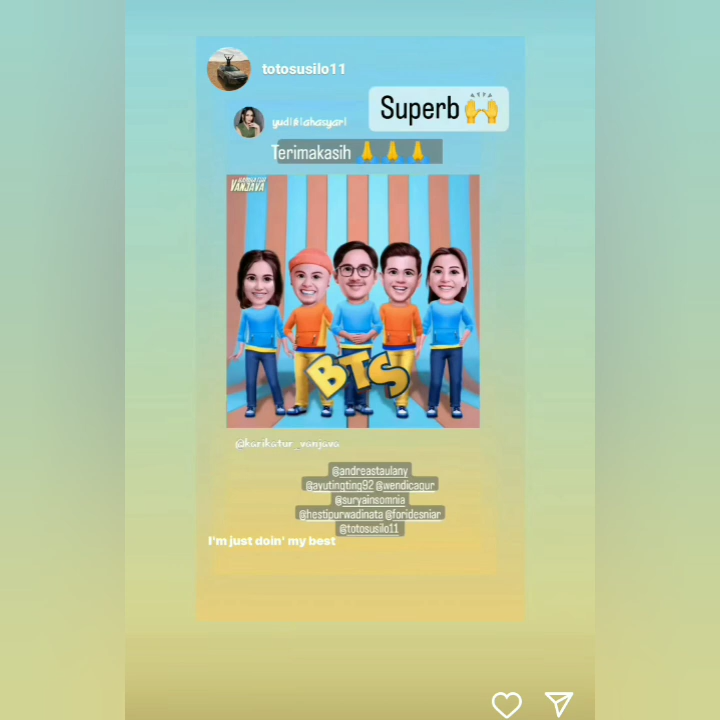 totosusilo11
Superb 🙌
Terimakasih 🙏 🙏 🙏
VANJAVA
BTS
@karikatur_vanjava
@andreastaulany
@ayutingting92 @wendicagur
@suryainsomnia
@hestipurwadinata @foridesniar
@totosusilo11
I'm just doin' my best